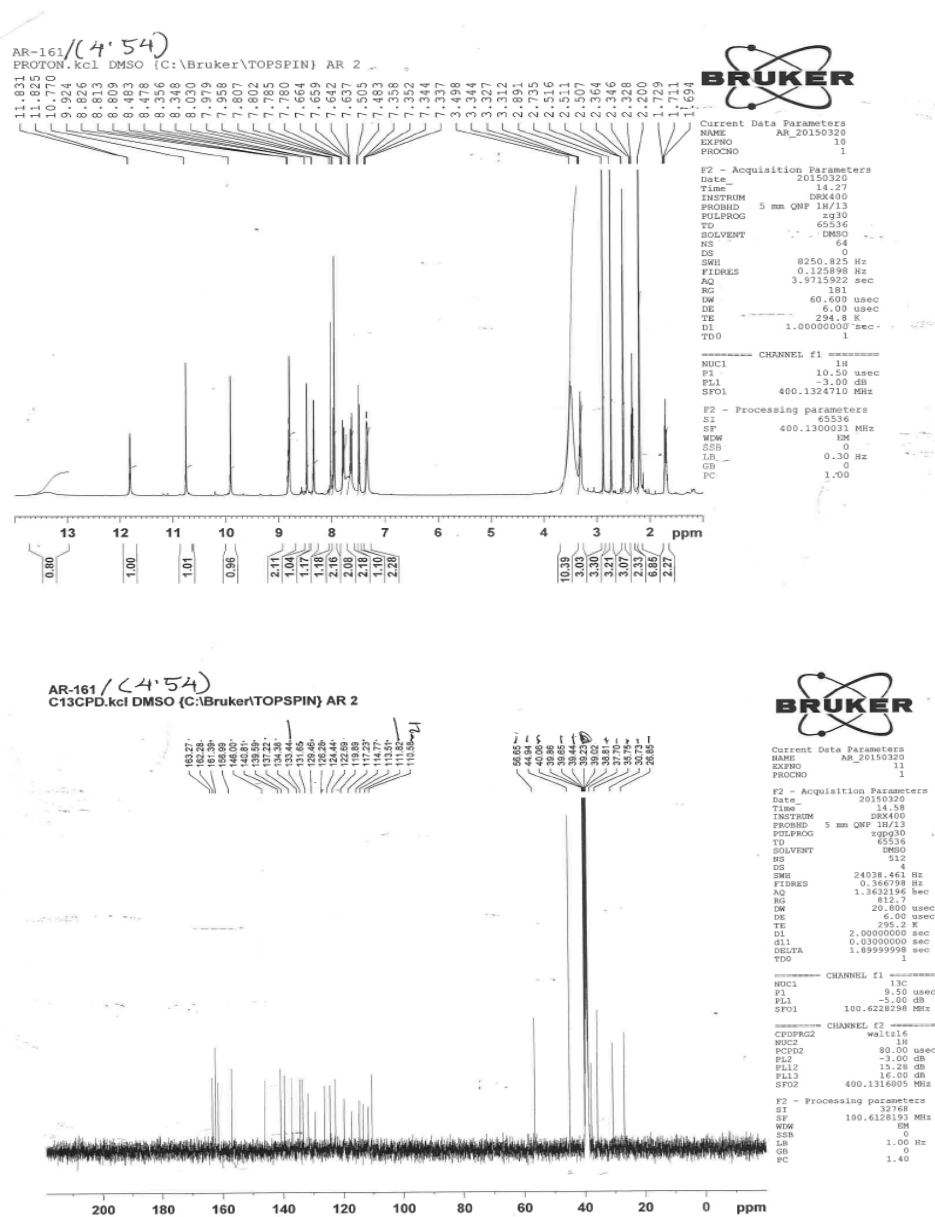 AR-161/(4'54)
PROTON.kcl DMSO {C:\Bruker\TOPSPIN} AR 2
11.831
11.825
10.770
9.924
8.826
8.813
8.809
8.483
8.478
8.356
8.348
8.030
7.979
7.958
7.807
7.802
7.785
7.780
7.664
7.659
7.642
7.637
7.505
7.483
7.358
7.352
7.344
7.337
3.498
3.344
3.327
3.312
2.891
2.735
2.516
2.511
2.507
2.364
2.346
2.328
2.200
1.729
1.711
1.694
BRUKER
Current Data Parameters
NAME AR_20150320
EXPNO 10
PROCNO 1
F2 - Acquisition Parameters
Date_ 20150320
Time 14.27
INSTRUM DRX400
PROBHD 5 mm QNP 1H/13
PULPROG zg30
TD 65536
SOLVENT DMSO
NS 64
DS 0
SWH 8250.825 Hz
FIDRES 0.125898 Hz
AQ 3.9715922 sec
RG 181
DW 60.600 usec
DE 6.00 usec
TE 294.8 K
D1 1.00000000 sec
TD0 1
======== CHANNEL f1 ========
NUC1 1H
P1 10.50 usec
PL1 -3.00 dB
SFO1 400.1324710 MHz
F2 - Processing parameters
SI 65536
SF 400.1300031 MHz
WDW EM
SSB 0
LB 0.30 Hz
GB 0
PC 1.00
13 12 11 10 9 8 7 6 5 4 3 2 ppm
0.80 1.00 1.01 0.96 2.11 1.04 1.17 1.18 2.16 2.08 2.18 1.10 2.28 10.39 3.03 3.30 3.21 3.07 2.33 6.85 2.27
AR-161/(4'54)
C13CPD.kcl DMSO {C:\Bruker\TOPSPIN} AR 2
163.27
162.28
161.39
156.99
146.00
140.81
139.59
137.22
134.38
133.44
131.65
129.46
126.26
124.44
122.69
119.89
117.23
114.77
113.51
111.82
110.58
56.65
44.94
40.06
39.86
39.65
39.44
39.23
39.02
38.81
37.70
35.75
30.73
26.85
BRUKER
Current Data Parameters
NAME AR_20150320
EXPNO 11
PROCNO 1
F2 - Acquisition Parameters
Date_ 20150320
Time 14.58
INSTRUM DRX400
PROBHD 5 mm QNP 1H/13
PULPROG zgpg30
TD 65536
SOLVENT DMSO
NS 512
DS 4
SWH 24038.461 Hz
FIDRES 0.366798 Hz
AQ 1.3632196 sec
RG 812.7
DW 20.800 usec
DE 6.00 usec
TE 295.2 K
D1 2.00000000 sec
d11 0.03000000 sec
DELTA 1.89999998 sec
TD0 1
======== CHANNEL f1 ========
NUC1 13C
P1 9.50 usec
PL1 -5.00 dB
SFO1 100.6228298 MHz
======== CHANNEL f2 ========
CPDPRG2 waltz16
NUC2 1H
PCPD2 80.00 usec
PL2 -3.00 dB
PL12 15.28 dB
PL13 16.00 dB
SFO2 400.1316005 MHz
F2 - Processing parameters
SI 32768
SF 100.6128193 MHz
WDW EM
SSB 0
LB 1.00 Hz
GB 0
PC 1.40
200 180 160 140 120 100 80 60 40 20 0 ppm